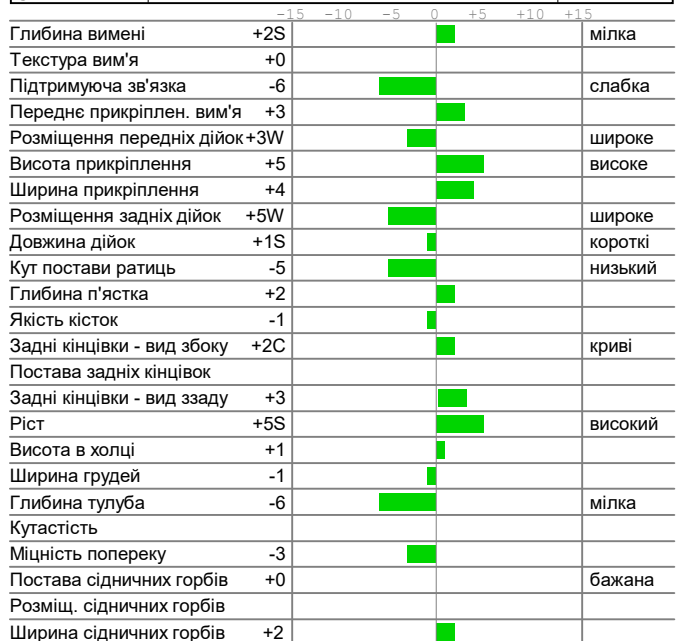 -15 -10 -5 0 +5 +10 +15
Глибина вимені +2S мілка
Текстура вим'я +0
Підтримуюча зв'язка -6 слабка
Переднє прикріплен. вим'я +3
Розміщення передніх дійок +3W широке
Висота прикріплення +5 високе
Ширина прикріплення +4
Розміщення задніх дійок +5W широке
Довжина дійок +1S короткі
Кут постави ратиць -5 низький
Глибина п'ястка +2
Якість кісток -1
Задні кінцівки - вид збоку +2C криві
Постава задніх кінцівок
Задні кінцівки - вид ззаду +3
Ріст +5S високий
Висота в холці +1
Ширина грудей -1
Глибина тулуба -6 мілка
Кутастість
Міцність попереку -3
Постава сідничних горбів +0 бажана
Розміщ. сідничних горбів
Ширина сідничних горбів +2